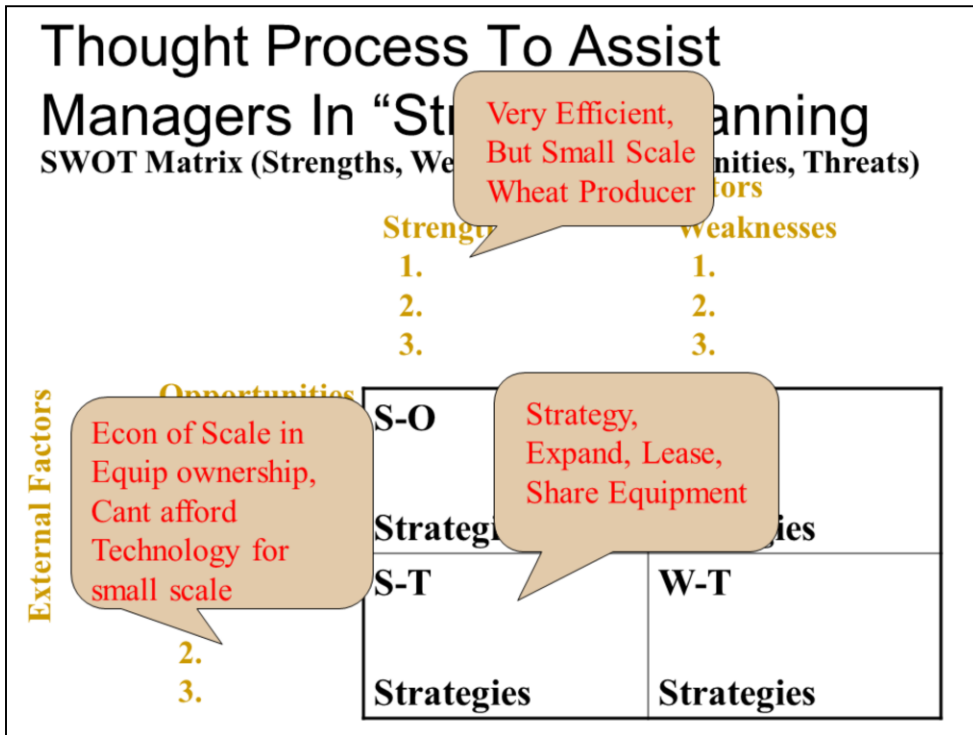 Thought Process To Assist
Managers In “Str anning
SWOT Matrix (Strengths, We nities, Threats)
Very Efficient,
But Small Scale
Wheat Producer
tors
Strengt Weaknesses
1. 1.
2. 2.
3. 3.
External Factors
Opportunities
Econ of Scale in
Equip ownership,
Cant afford
Technology for
small scale
2.
3.
S-O
Strategi gies
Strategy,
Expand, Lease,
Share Equipment
S-T W-T
Strategies Strategies